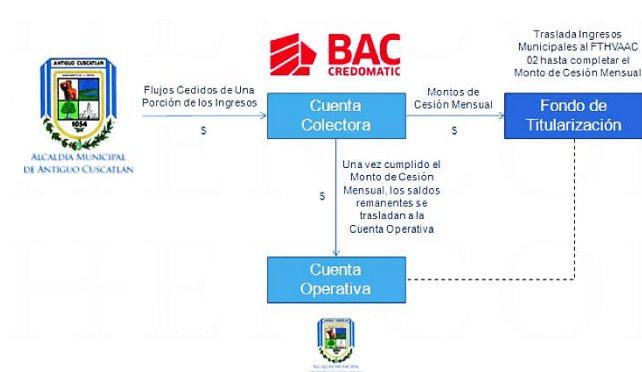 ANTIGUO CUSCATLAN
1054
ALCALDÍA MUNICIPAL
DE ANTIGUO CUSCATLAN
Flujos Cedidos de Una
Porción de los Ingresos
$
BAC
CREDOMATIC
Cuenta
Colectora
Montos de
Cesión Mensual
$
Traslada Ingresos
Municipales al FTHVAAC
02 hasta completar el
Monto de Cesión Mensual
Fondo de
Titularización
$
Una vez cumplido el
Monto de Cesión
Mensual, los saldos
remanentes se
trasladan a la
Cuenta Operativa
Cuenta
Operativa
ALCALDÍA MUNICIPAL